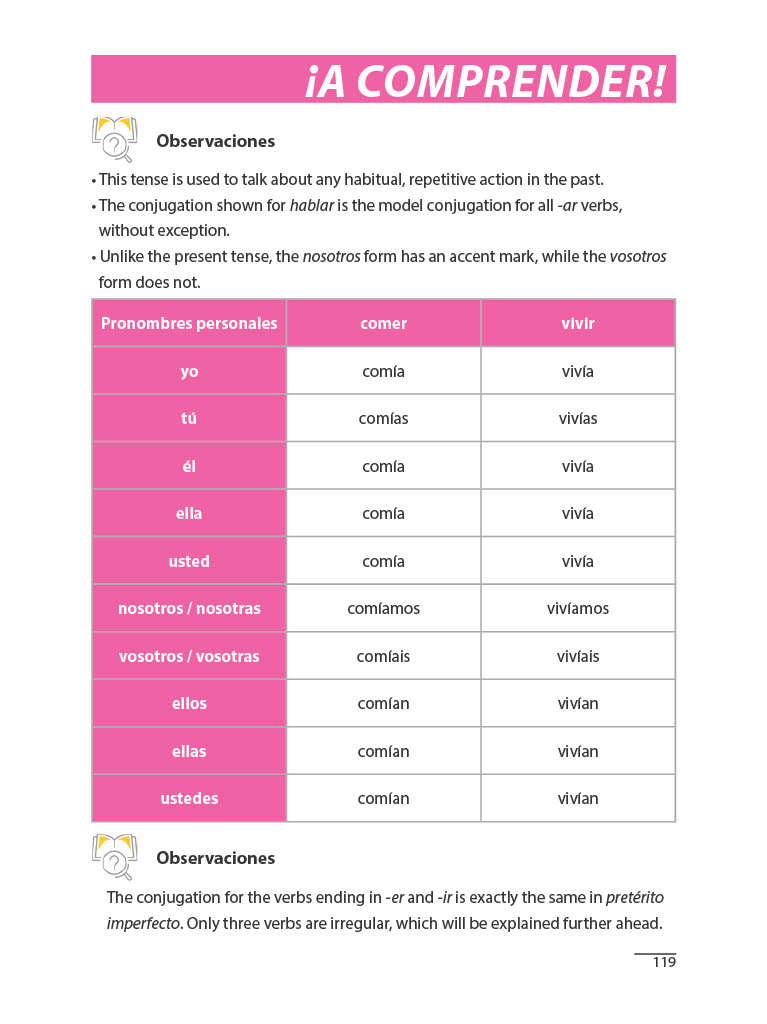 ¡A COMPRENDER!
Observaciones
• This tense is used to talk about any habitual, repetitive action in the past.
• The conjugation shown for hablar is the model conjugation for all -ar verbs,
without exception.
• Unlike the present tense, the nosotros form has an accent mark, while the vosotros
form does not.
Pronombres personales comer vivir
yo comía vivía
tú comías vivías
él comía vivía
ella comía vivía
usted comía vivía
nosotros / nosotras comíamos vivíamos
vosotros / vosotras comíais vivíais
ellos comían vivían
ellas comían vivían
ustedes comían vivían
Observaciones
The conjugation for the verbs ending in -er and -ir is exactly the same in pretérito
imperfecto. Only three verbs are irregular, which will be explained further ahead.
119